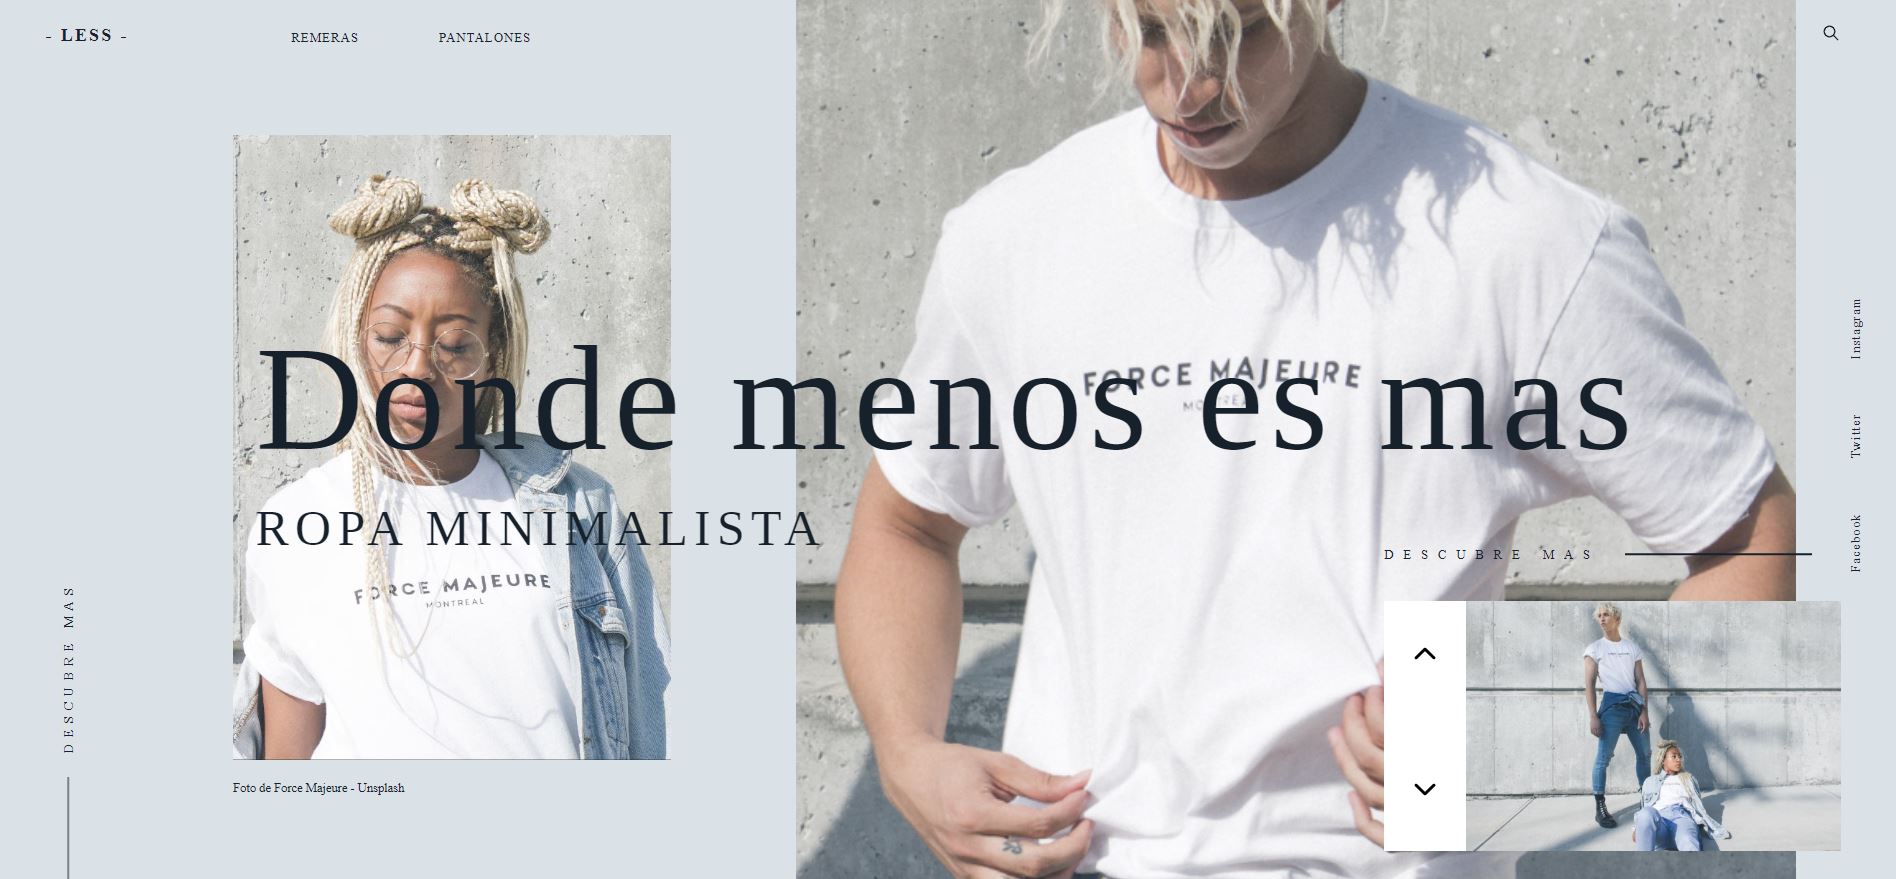 - LESS -
REMERAS
PANTALONES
Donde menos es mas
ROPA MINIMALISTA
FORCE MAJEURE
FORCE MAJEURE
MONTREAL
DESCUBRE MAS
DESCUBRE MAS
Instagram
Twitter
Facebook
Foto de Force Majeure - Unsplash